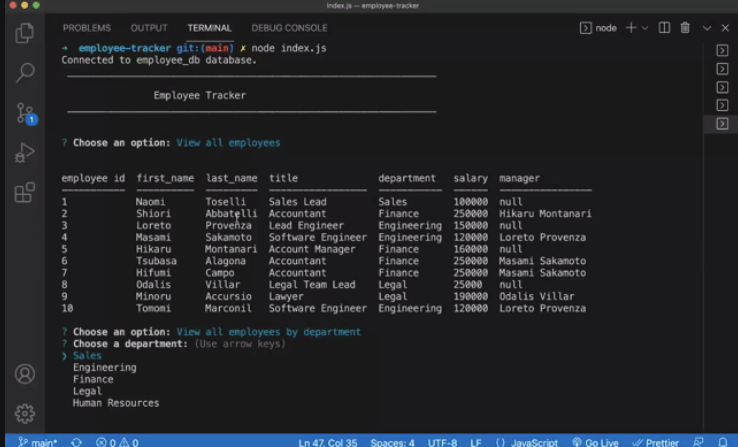 index.js — employee-tracker
PROBLEMS OUTPUT TERMINAL DEBUG CONSOLE node
→ employee-tracker git:(main) ✗ node index.js
Connected to employee_db database.
Employee Tracker
? Choose an option: View all employees
employee id first_name last_name title department salary manager
1 Naomi Toselli Sales Lead Sales 100000 null
2 Shiori Abbatelli Accountant Finance 250000 Hikaru Montanari
3 Loreto Provenza Lead Engineer Engineering 150000 null
4 Masami Sakamoto Software Engineer Engineering 120000 Loreto Provenza
5 Hikaru Montanari Account Manager Finance 160000 null
6 Tsubasa Alagona Accountant Finance 250000 Masami Sakamoto
7 Hifumi Campo Accountant Finance 250000 Masami Sakamoto
8 Odalis Villar Legal Team Lead Legal 25000 null
9 Minoru Accursio Lawyer Legal 190000 Odalis Villar
10 Tomomi Marconil Software Engineer Engineering 120000 Loreto Provenza
? Choose an option: View all employees by department
? Choose a department: (Use arrow keys)
❯ Sales
Engineering
Finance
Legal
Human Resources
1
main* 0 0 Ln 47, Col 35 Spaces: 4 UTF-8 LF {} JavaScript Go Live Prettier